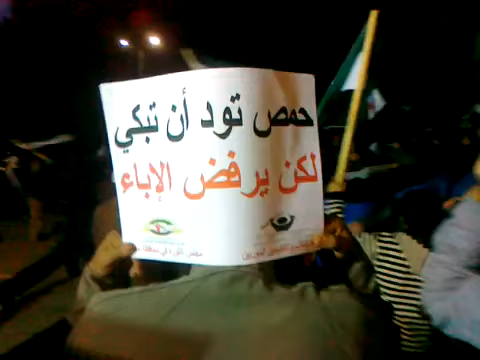 حمص تود أن تبكي
لكن يرفض الإباء